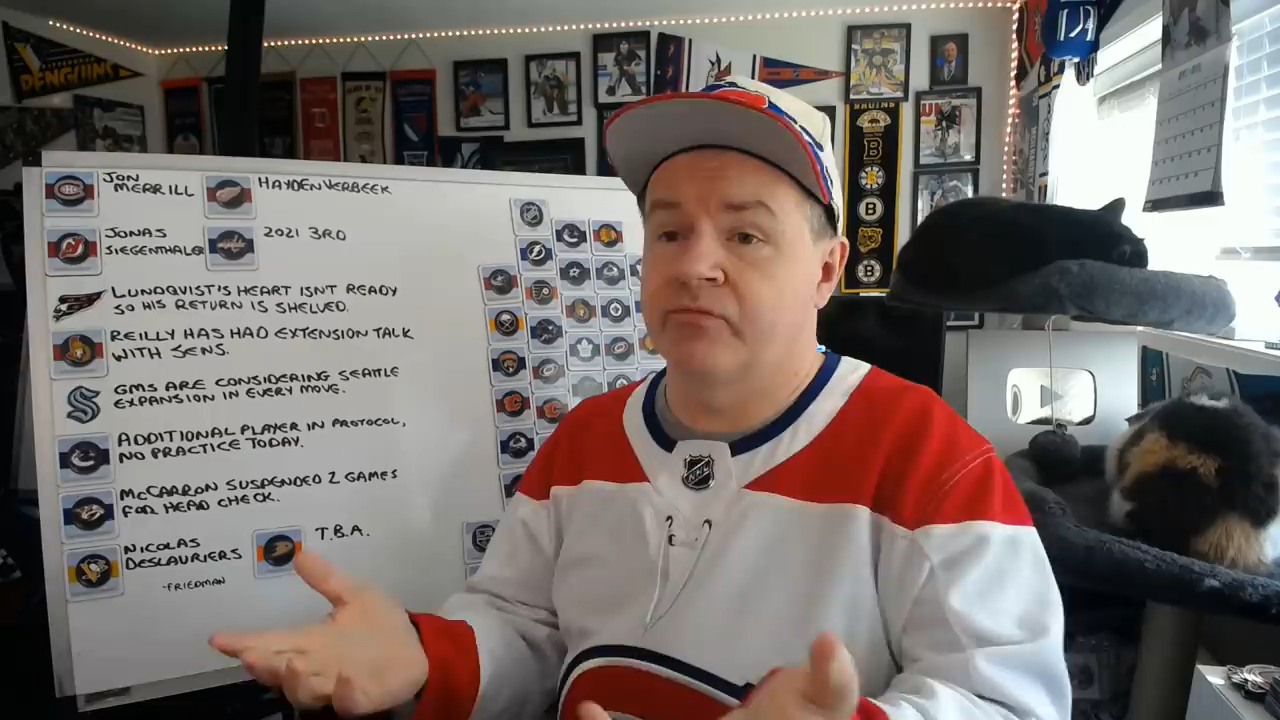 PENGUINS
JON MERRILL
HAYDEN VERBEEK
JONAS SIEGENTHALER
2021 3RD
LUNDQVIST'S HEART ISN'T READY
SO HIS RETURN IS SHELVED.
REILLY HAS HAD EXTENSION TALK
WITH SENS.
GMS ARE CONSIDERING SEATTLE
EXPANSION IN EVERY MOVE.
ADDITIONAL PLAYER IN PROTOCOL,
NO PRACTICE TODAY.
MCCARRON SUSPENDED 2 GAMES
FOR HEAD CHECK.
NICOLAS DESLAURIERS
T.B.A.
-FRIEDMAN
BRUINS
B
B
B
NHL